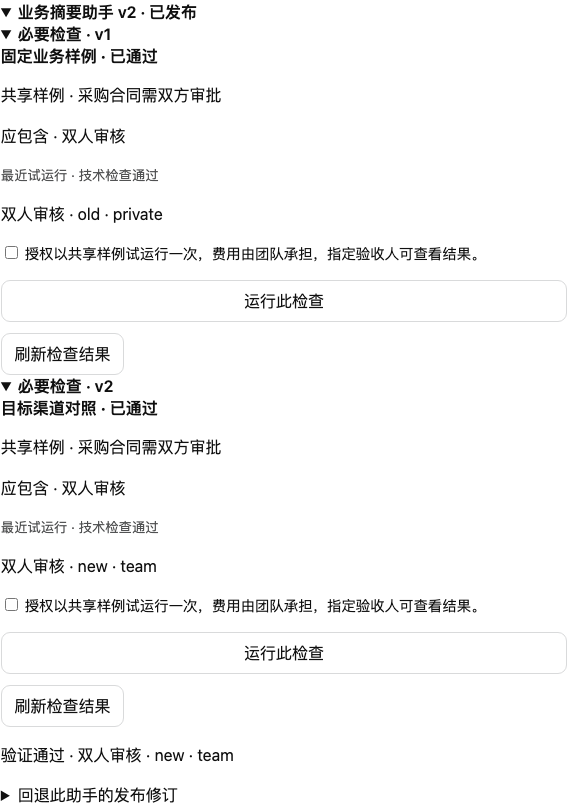 业务摘要助手 v2 · 已发布
必要检查 · v1
固定业务样例 · 已通过
共享样例 · 采购合同需双方审批
应包含 · 双人审核
最近试运行 · 技术检查通过
双人审核 · old · private
授权以共享样例试运行一次，费用由团队承担，指定验收人可查看结果。
运行此检查
刷新检查结果
必要检查 · v2
目标渠道对照 · 已通过
共享样例 · 采购合同需双方审批
应包含 · 双人审核
最近试运行 · 技术检查通过
双人审核 · new · team
授权以共享样例试运行一次，费用由团队承担，指定验收人可查看结果。
运行此检查
刷新检查结果
验证通过 · 双人审核 · new · team
回退此助手的发布修订